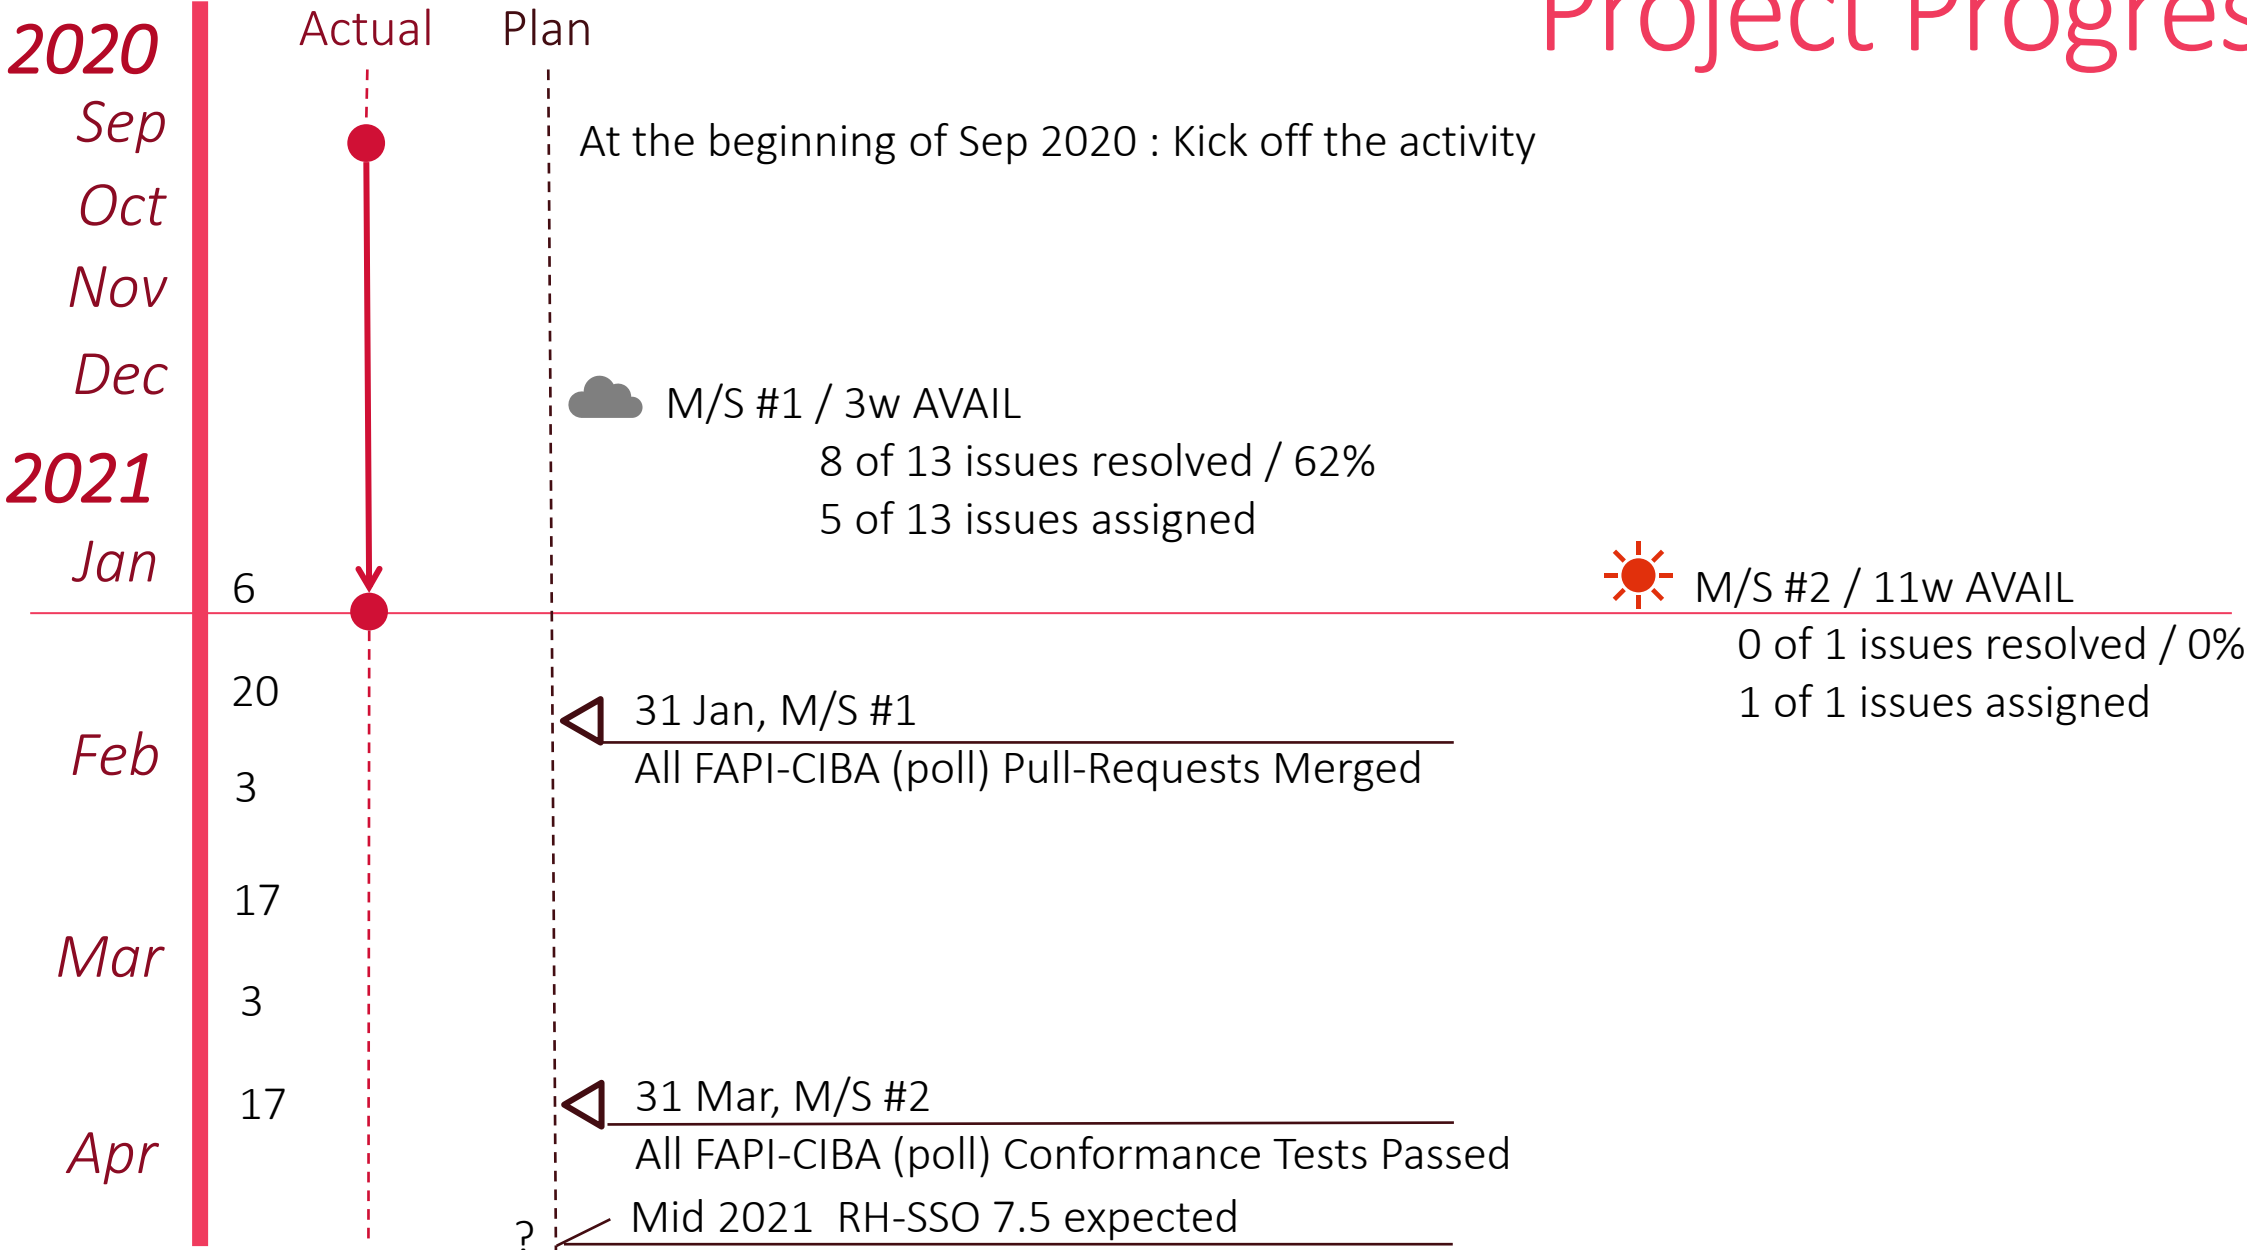 Project Progres
Actual
Plan
2020
Sep
At the beginning of Sep 2020 : Kick off the activity
Oct
Nov
Dec
M/S #1 / 3w AVAIL
8 of 13 issues resolved / 62%
5 of 13 issues assigned
2021
Jan
6
M/S #2 / 11w AVAIL
0 of 1 issues resolved / 0%
1 of 1 issues assigned
20
31 Jan, M/S #1
All FAPI-CIBA (poll) Pull-Requests Merged
Feb
3
17
Mar
3
17
31 Mar, M/S #2
All FAPI-CIBA (poll) Conformance Tests Passed
Apr
?
Mid 2021 RH-SSO 7.5 expected